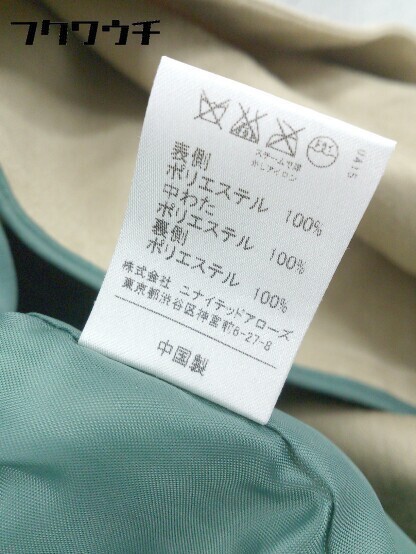 フクワウチ
UA15
スチームで浮
かしアイロン
表側
ポリエステル 100%
中わた
ポリエステル 100%
裏側
ポリエステル 100%
株式会社 ユナイテッドアローズ
東京都渋谷区神宮前6-27-8
中国製